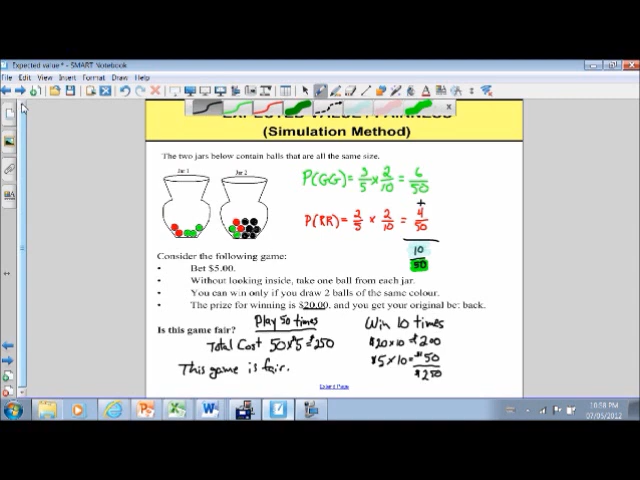 Expected value * - SMART Notebook
File Edit View Insert Format Draw Help
(Simulation Method)
The two jars below contain balls that are all the same size.
Jar 1 Jar 2
P(GG) = 3/5 × 2/10 = 6/50
+
P(RR) = 2/5 × 2/10 = 4/50
10/50
Consider the following game:
• Bet $5.00.
• Without looking inside, take one ball from each jar.
• You can win only if you draw 2 balls of the same colour.
• The prize for winning is $20.00, and you get your original bet back.
Is this game fair? Play 50 times Win 10 times
Total Cost 50 × $5 = $250 $20 × 10 = $200
$5 × 10 = $50
This game is fair. $250
Extend Page
10:58 PM
07/05/2012